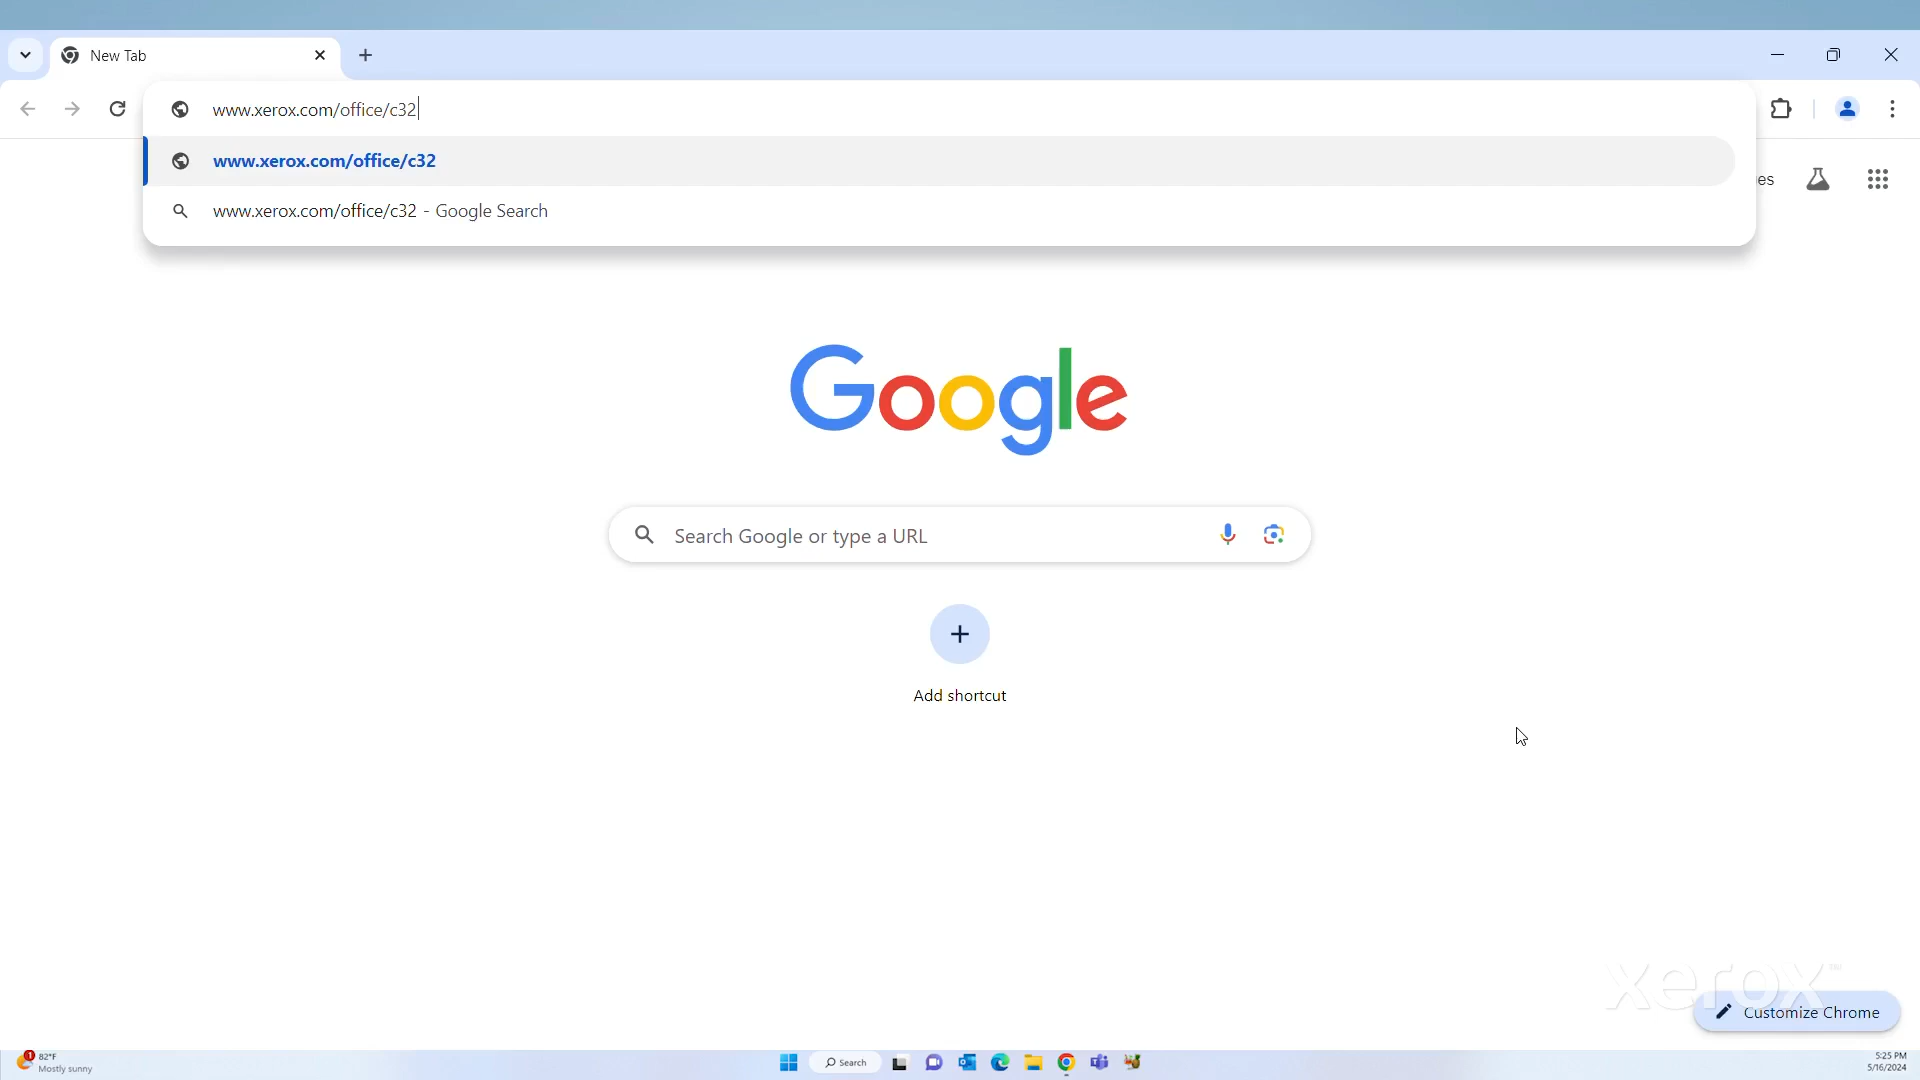 New Tab
www.xerox.com/office/c32
www.xerox.com/office/c32
www.xerox.com/office/c32 - Google Search
es
Google
Search Google or type a URL
Add shortcut
xerox™
Customize Chrome
1
82°F
Mostly sunny
Search
5:25 PM
5/16/2024